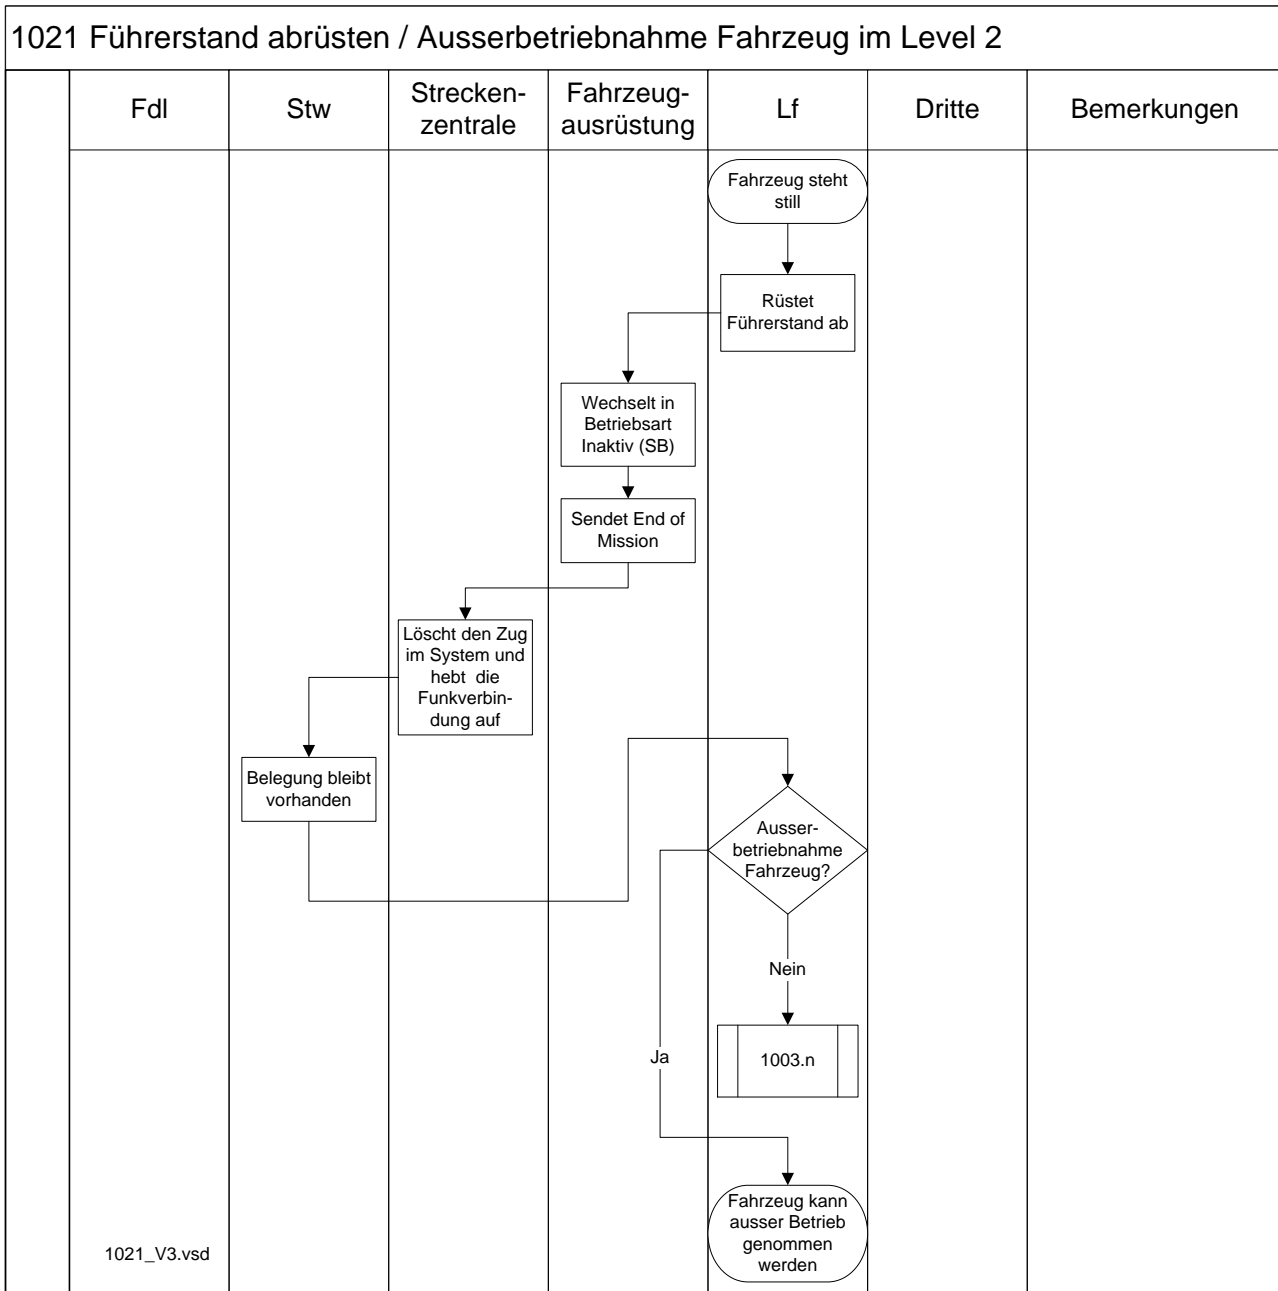 1021 Führerstand abrüsten / Ausserbetriebnahme Fahrzeug im Level 2
Fdl
Stw
Strecken-
zentrale
Fahrzeug-
ausrüstung
Lf
Dritte
Bemerkungen
Fahrzeug steht
still
Rüstet
Führerstand ab
Wechselt in
Betriebsart
Inaktiv (SB)
Sendet End of
Mission
Löscht den Zug
im System und
hebt die
Funkverbin-
dung auf
Belegung bleibt
vorhanden
Ausser-
betriebnahme
Fahrzeug?
Nein
Ja
1003.n
Fahrzeug kann
ausser Betrieb
genommen
werden
1021_V3.vsd